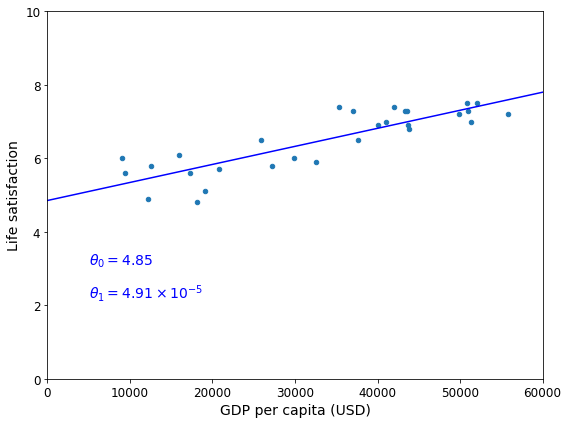 10
8
6
4
2
0
Life satisfaction
θ₀ = 4.85
θ₁ = 4.91 × 10⁻⁵
0 10000 20000 30000 40000 50000 60000
GDP per capita (USD)